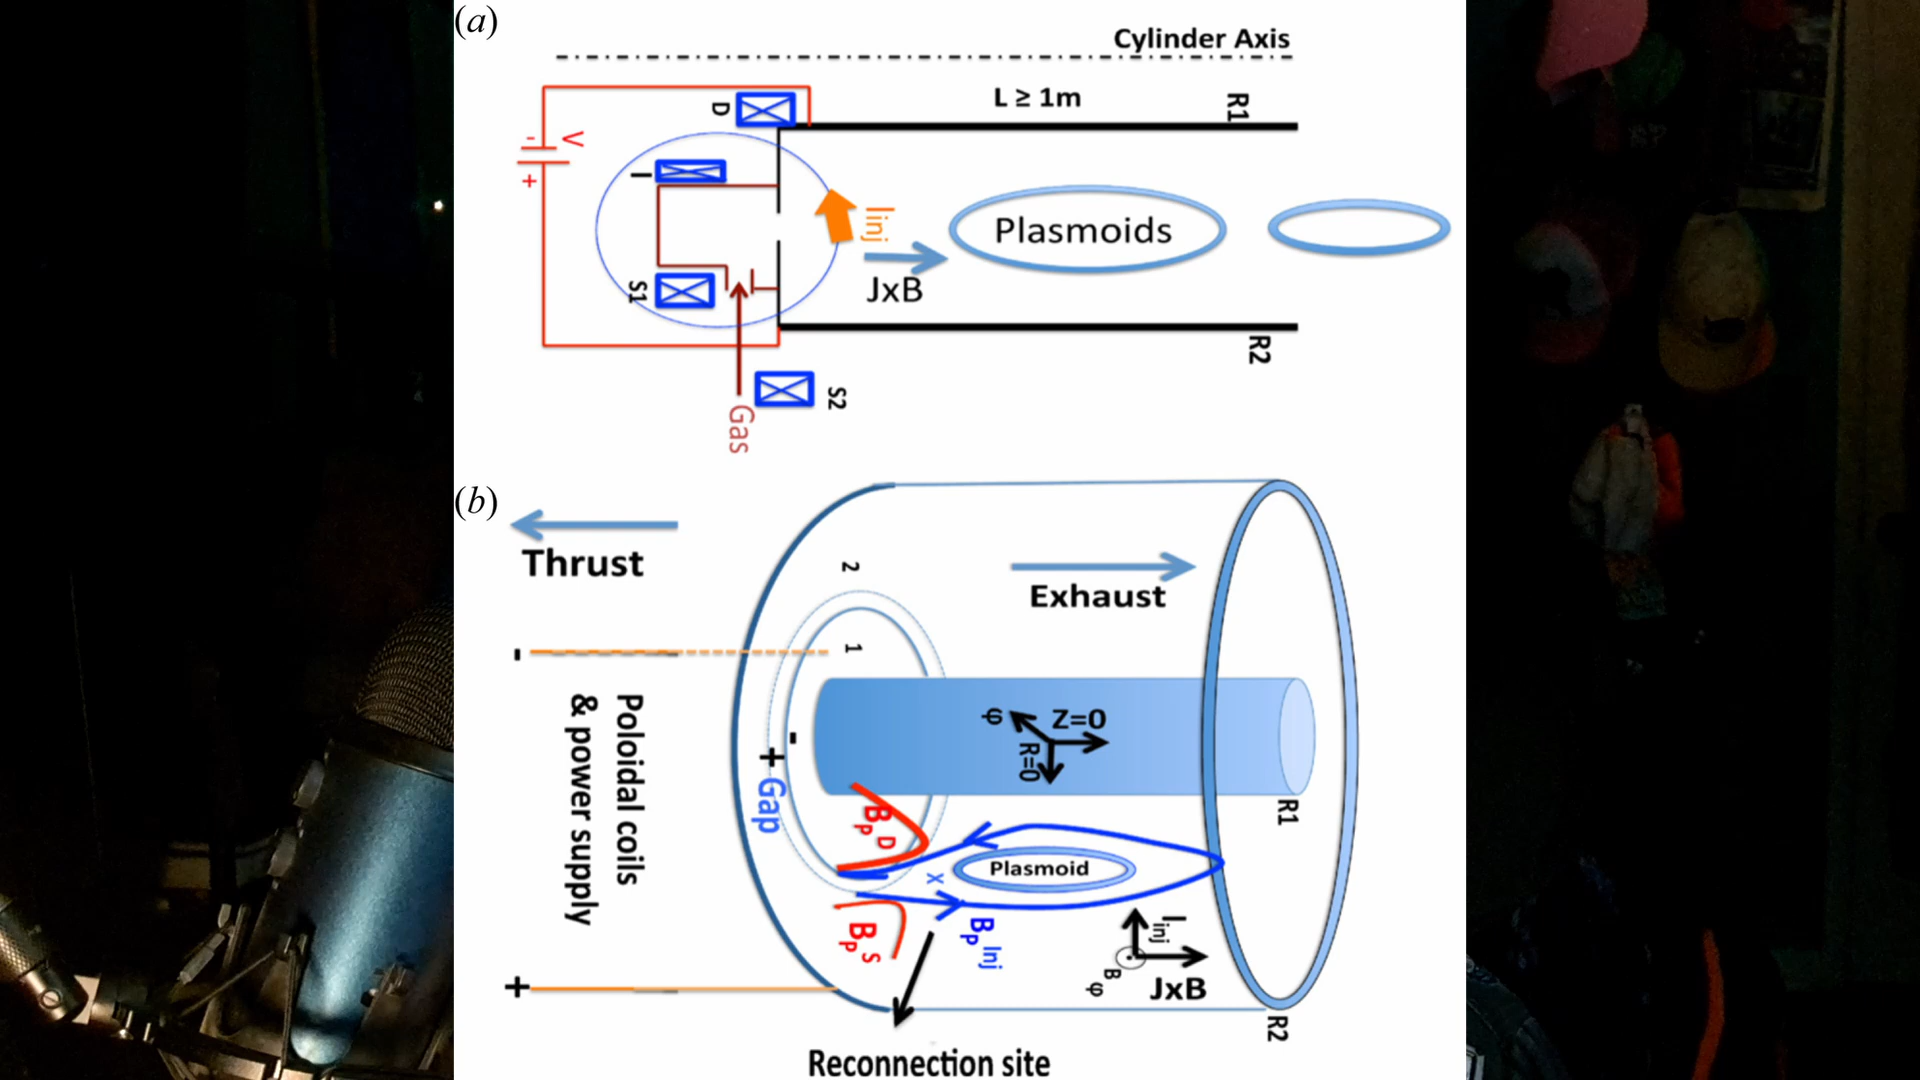 (a)
Cylinder Axis
D
L ≥ 1m
R1
-
V
+
I
Iinj
Plasmoids
S1
JxB
R2
S2
Gas
(b)
Thrust
2
Exhaust
1
-
Poloidal coils
& power supply
φ
Z=0
R=0
-
+
Gap
R1
Bp D
Plasmoid
x
Bp S
Bp Inj
Iinj
Bφ
JxB
+
R2
Reconnection site